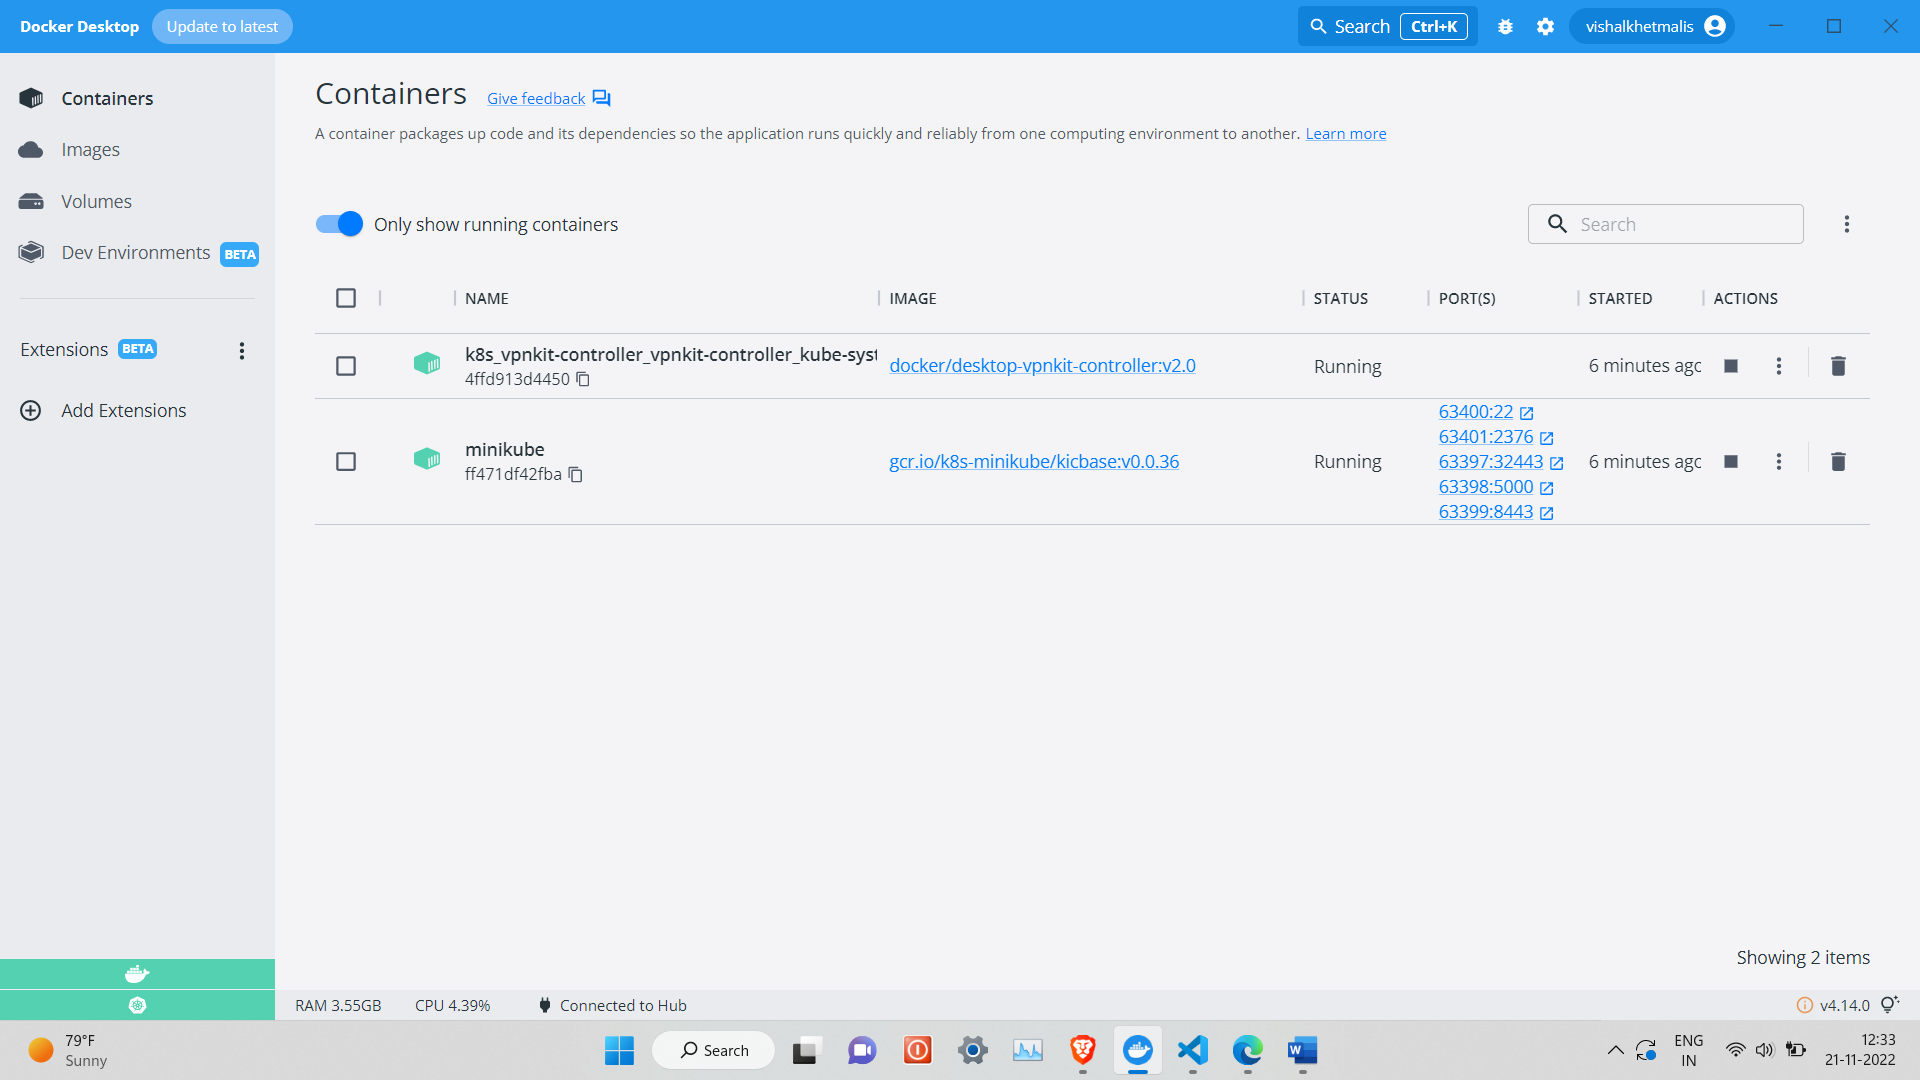 Docker Desktop Update to latest Search Ctrl+K vishalkhetmalis
Containers
Images
Volumes
Dev Environments BETA
Extensions BETA
Add Extensions
Containers Give feedback
A container packages up code and its dependencies so the application runs quickly and reliably from one computing environment to another. Learn more
Only show running containers Search
NAME IMAGE STATUS PORT(S) STARTED ACTIONS
k8s_vpnkit-controller_vpnkit-controller_kube-syst docker/desktop-vpnkit-controller:v2.0 Running 6 minutes ago
4ffd913d4450
minikube gcr.io/k8s-minikube/kicbase:v0.0.36 Running 6 minutes ago
ff471df42fba
63400:22
63401:2376
63397:32443
63398:5000
63399:8443
Showing 2 items
RAM 3.55GB CPU 4.39% Connected to Hub v4.14.0
79°F
Sunny
Search
ENG
IN
12:33
21-11-2022